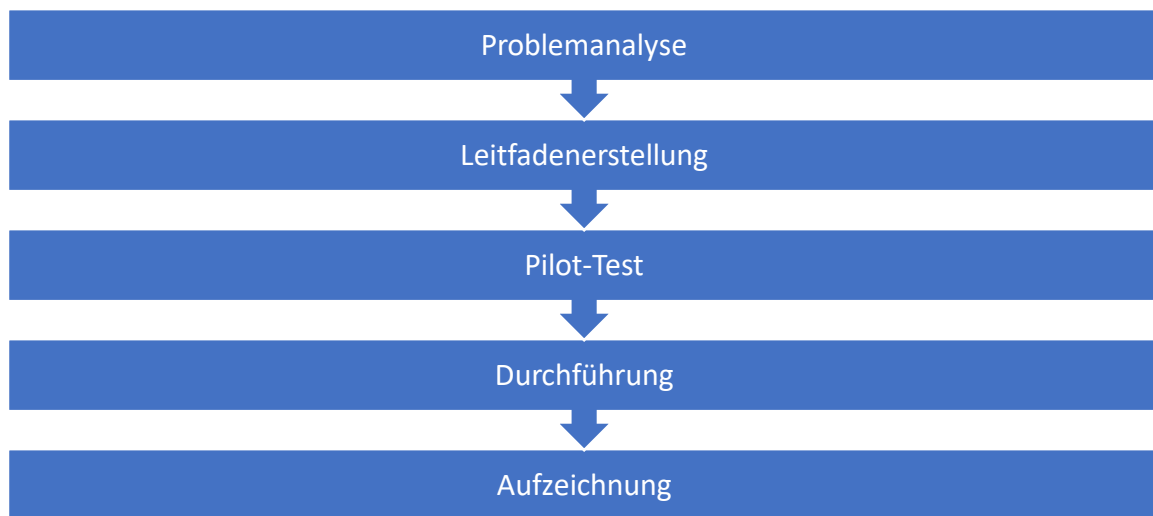 Problemanalyse
Leitfadenerstellung
Pilot-Test
Durchführung
Aufzeichnung